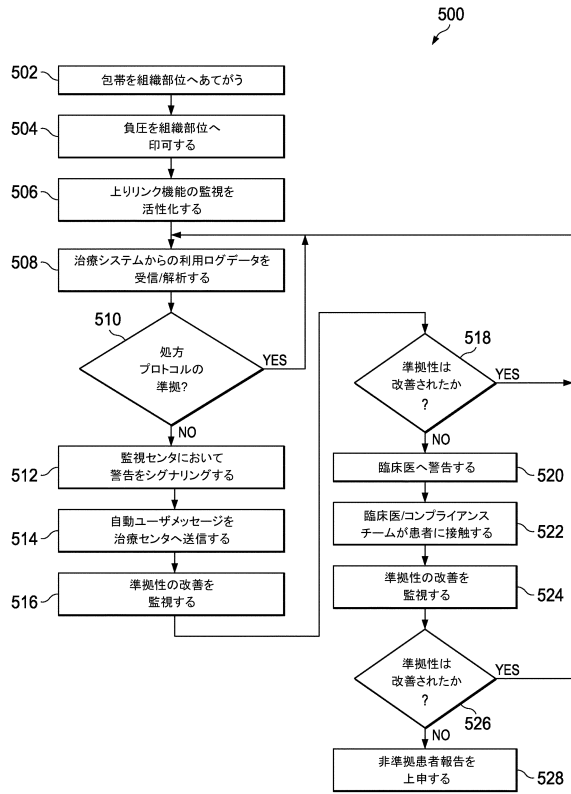 500
502
包帯を組織部位へあてがう
504
負圧を組織部位へ
印可する
506
上りリンク機能の監視を
活性化する
508
治療システムからの利用ログデータを
受信/解析する
510
処方
プロトコルの
準拠?
YES
NO
512
監視センタにおいて
警告をシグナリングする
514
自動ユーザメッセージを
治療センタへ送信する
516
準拠性の改善を
監視する
518
準拠性は
改善されたか
?
YES
NO
臨床医へ警告する
520
臨床医/コンプライアンス
チームが患者に接触する
522
準拠性の改善を
監視する
524
準拠性は
改善されたか
?
YES
526
NO
非準拠患者報告を
上申する
528